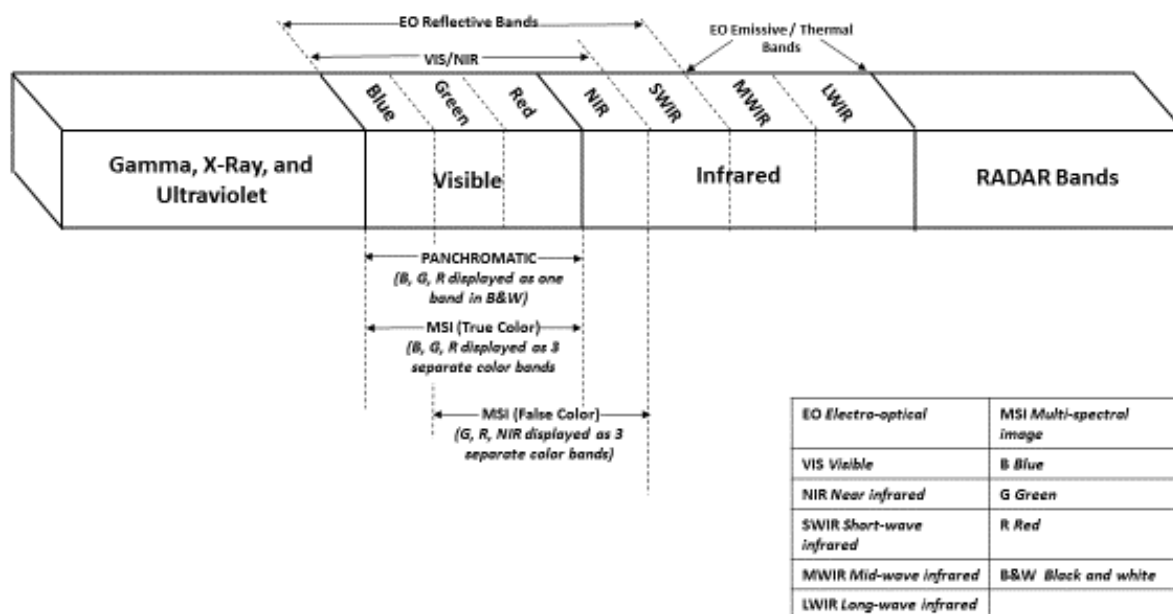 EO Reflective Bands
EO Emissive / Thermal
Bands
VIS/NIR
Blue
Green
Red
NIR
SWIR
MWIR
LWIR
Gamma, X-Ray, and
Ultraviolet
Visible
Infrared
RADAR Bands
PANCHROMATIC
(B, G, R displayed as one
band in B&W)
MSI (True Color)
(B, G, R displayed as 3
separate color bands
MSI (False Color)
(G, R, NIR displayed as 3
separate color bands)
EO Electro-optical
MSI Multi-spectral
image
VIS Visible
B Blue
NIR Near infrared
G Green
SWIR Short-wave
infrared
R Red
MWIR Mid-wave infrared
B&W Black and white
LWIR Long-wave infrared